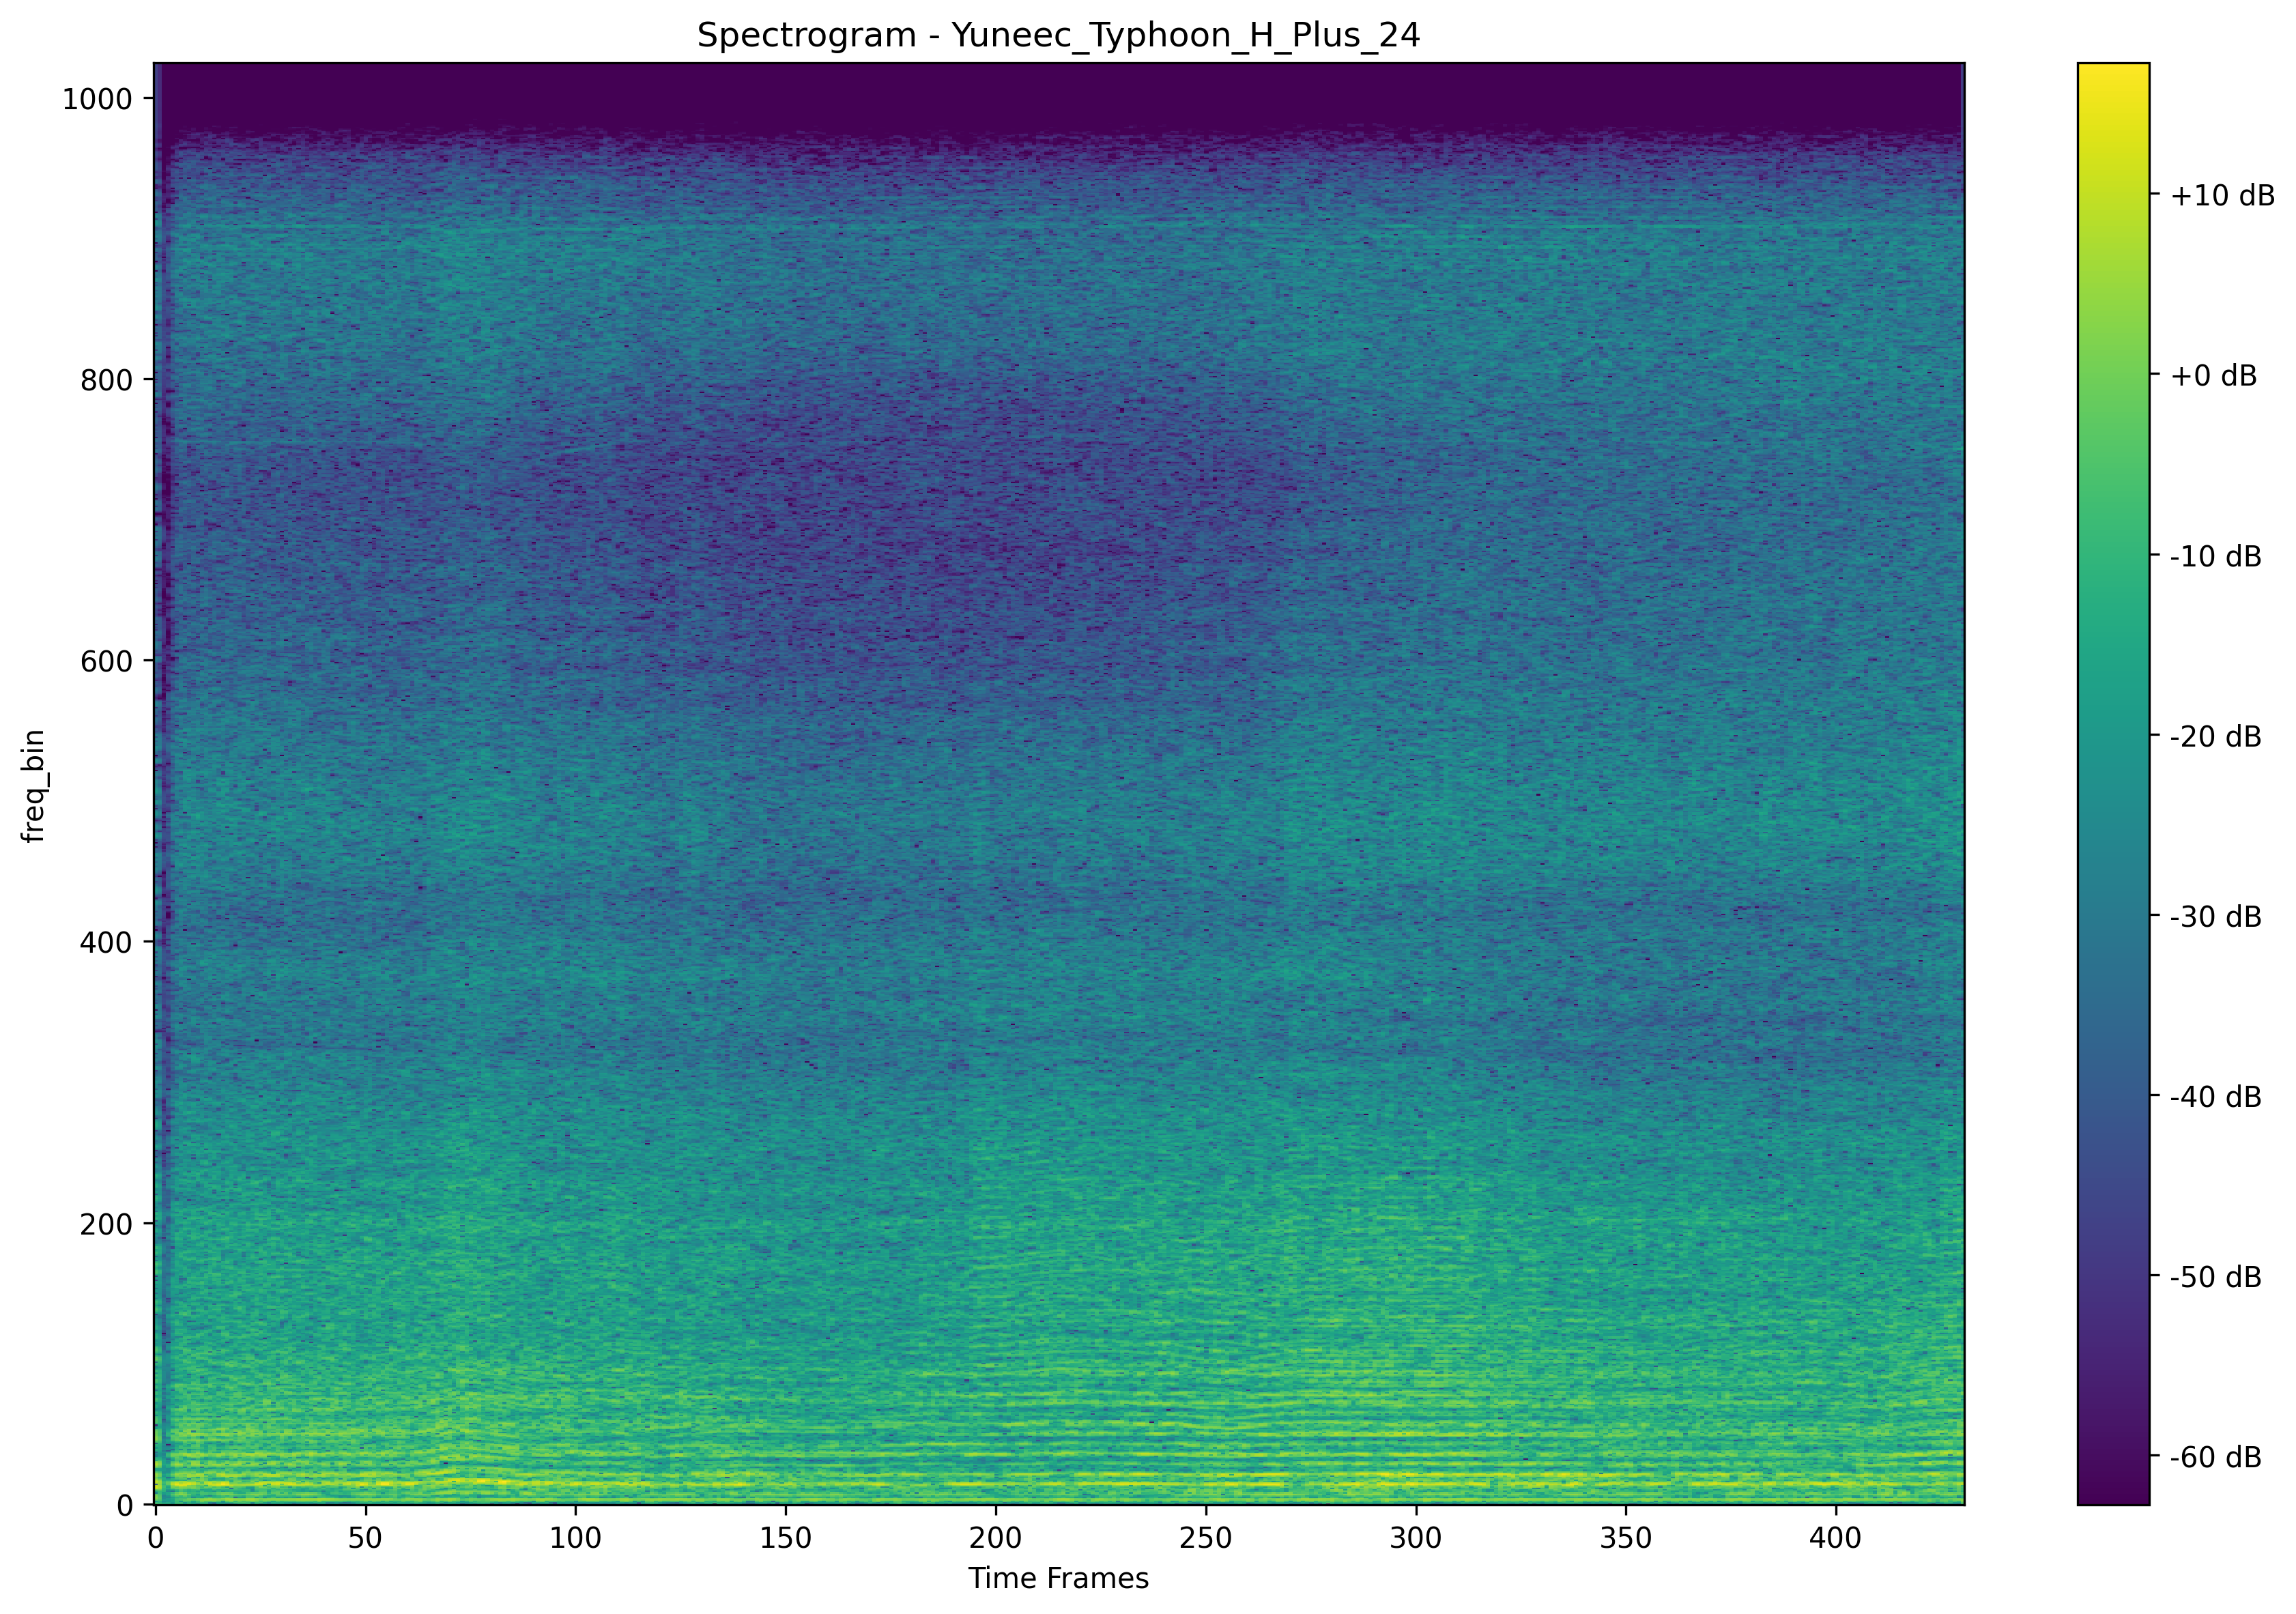 Spectrogram - Yuneec_Typhoon_H_Plus_24
1000
800
600
400
200
0
freq_bin
0 50 100 150 200 250 300 350 400
Time Frames
+10 dB
+0 dB
-10 dB
-20 dB
-30 dB
-40 dB
-50 dB
-60 dB